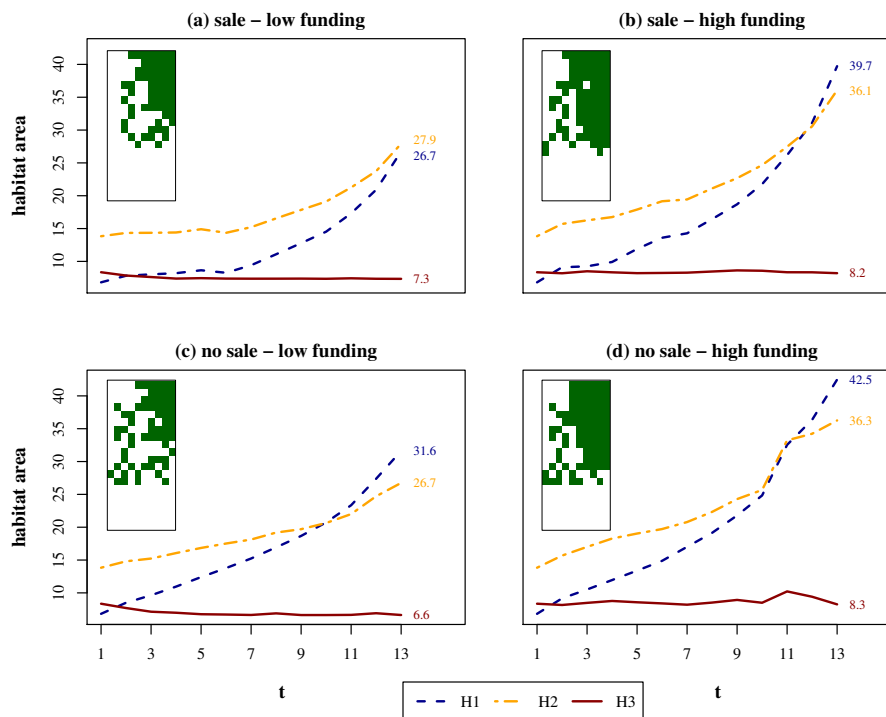 (a) sale − low funding
(b) sale − high funding
habitat area
40
35
30
25
20
15
10
27.9
26.7
7.3
39.7
36.1
8.2
(c) no sale − low funding
(d) no sale − high funding
habitat area
40
35
30
25
20
15
10
31.6
26.7
6.6
42.5
36.3
8.3
1 3 5 7 9 11 13
1 3 5 7 9 11 13
t
t
H1 H2 H3